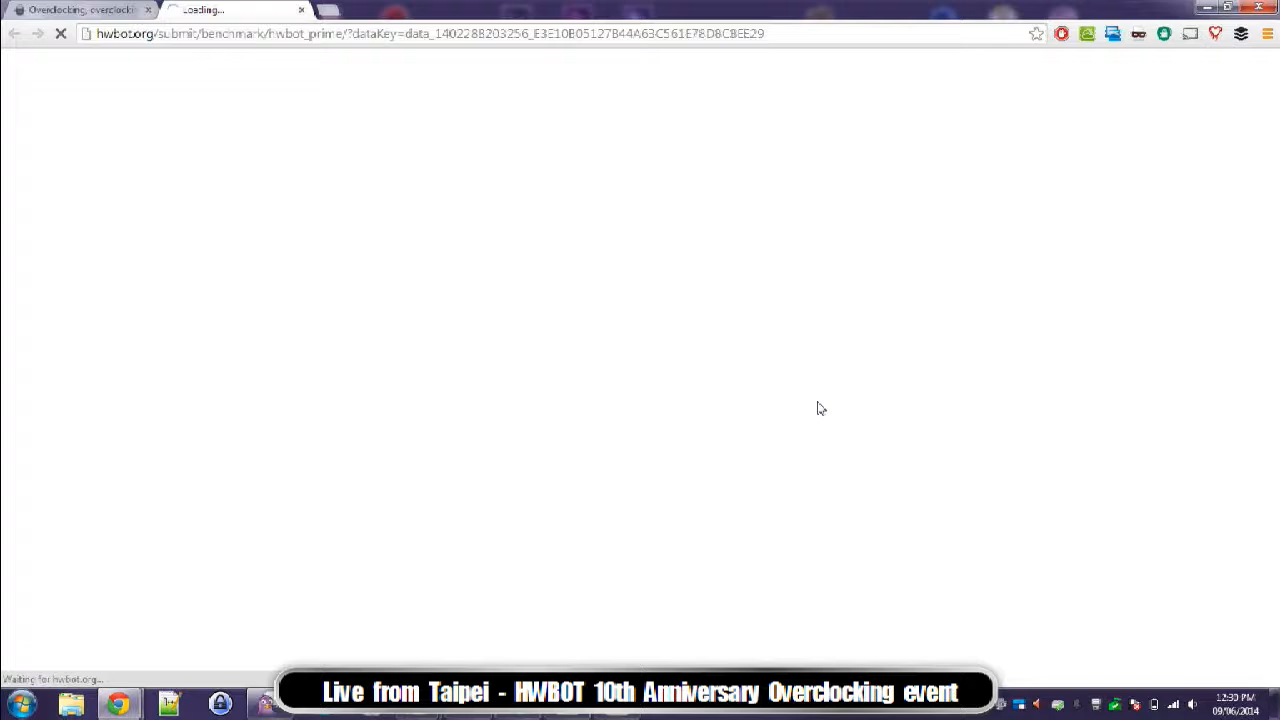 Overclocking, overclockin
Loading...
hwbot.org/submit/benchmark/hwbot_prime/?dataKey=data_1402288203256_E3E10B05127B44A63C561E78D8CBEE29
Waiting for hwbot.org...
Live from Taipei - HWBOT 10th Anniversary Overclocking event
12:30 PM
09/06/2014